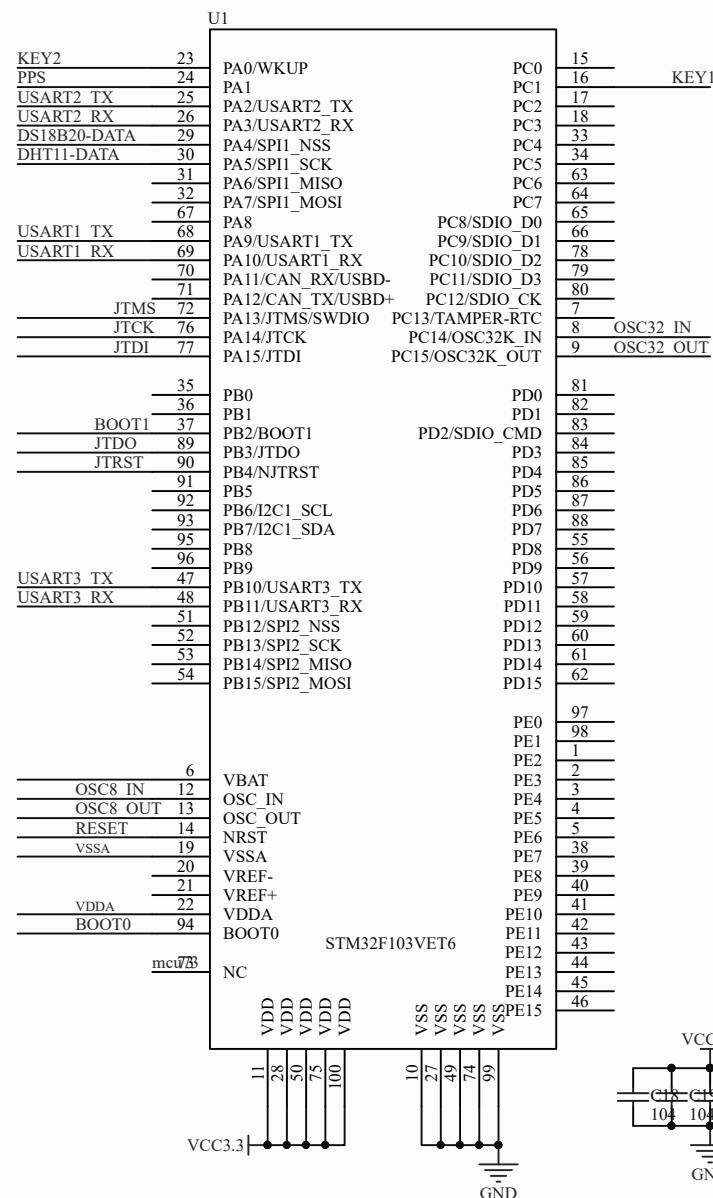 U1
KEY2 23 PA0/WKUP PC0 15
PPS 24 PA1 PC1 16 KEY1
USART2_TX 25 PA2/USART2_TX PC2 17
USART2_RX 26 PA3/USART2_RX PC3 18
DS18B20-DATA 29 PA4/SPI1_NSS PC4 33
DHT11-DATA 30 PA5/SPI1_SCK PC5 34
31 PA6/SPI1_MISO PC6 63
32 PA7/SPI1_MOSI PC7 64
67 PA8 PC8/SDIO_D0 65
USART1_TX 68 PA9/USART1_TX PC9/SDIO_D1 66
USART1_RX 69 PA10/USART1_RX PC10/SDIO_D2 78
70 PA11/CAN_RX/USBD- PC11/SDIO_D3 79
71 PA12/CAN_TX/USBD+ PC12/SDIO_CK 80
JTMS 72 PA13/JTMS/SWDIO PC13/TAMPER-RTC 7
JTCK 76 PA14/JTCK PC14/OSC32K_IN 8 OSC32_IN
JTDI 77 PA15/JTDI PC15/OSC32K_OUT 9 OSC32_OUT
35 PB0 PD0 81
36 PB1 PD1 82
BOOT1 37 PB2/BOOT1 PD2/SDIO_CMD 83
JTDO 89 PB3/JTDO PD3 84
JTRST 90 PB4/NJTRST PD4 85
91 PB5 PD5 86
92 PB6/I2C1_SCL PD6 87
93 PB7/I2C1_SDA PD7 88
95 PB8 PD8 55
96 PB9 PD9 56
USART3_TX 47 PB10/USART3_TX PD10 57
USART3_RX 48 PB11/USART3_RX PD11 58
51 PB12/SPI2_NSS PD12 59
52 PB13/SPI2_SCK PD13 60
53 PB14/SPI2_MISO PD14 61
54 PB15/SPI2_MOSI PD15 62
PE0 97
PE1 98
PE2 1
6 VBAT PE3 2
OSC8_IN 12 OSC_IN PE4 3
OSC8_OUT 13 OSC_OUT PE5 4
RESET 14 NRST PE6 5
VSSA 19 VSSA PE7 38
20 VREF- PE8 39
21 VREF+ PE9 40
VDDA 22 VDDA PE10 41
BOOT0 94 BOOT0 PE11 42
STM32F103VET6 PE12 43
mcu73 73 NC PE13 44
PE14 45
PE15 46
VDD VDD VDD VDD VDD VSS VSS VSS VSS VSS
11 28 50 75 100 10 27 49 74 99
VCC
C18 C19
104 104
VCC3.3
GND
GN